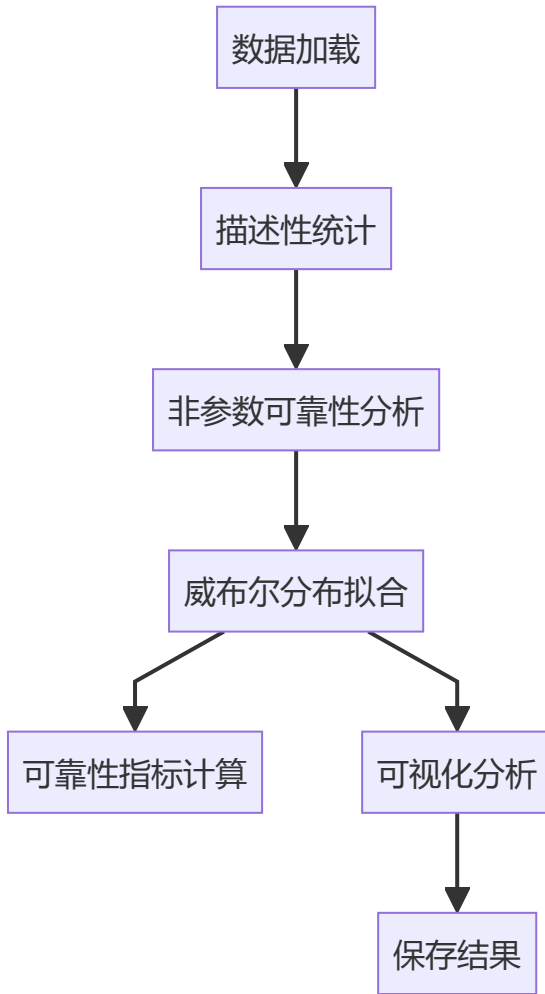 数据加载
描述性统计
非参数可靠性分析
威布尔分布拟合
可靠性指标计算
可视化分析
保存结果